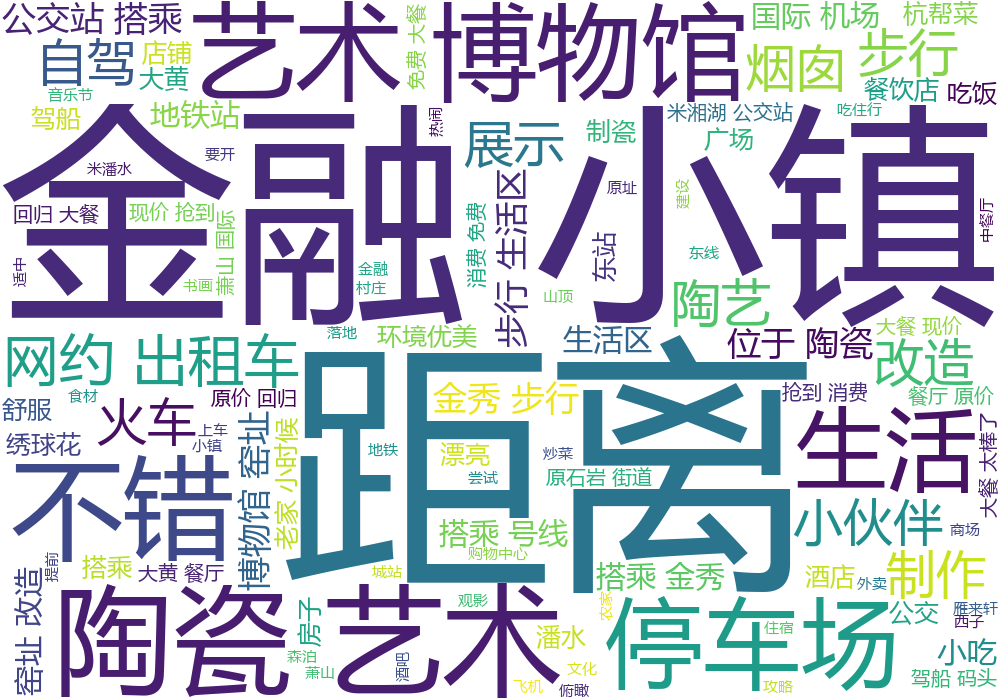 公交站 搭乘
艺术
博物馆
国际 机场
杭帮菜
自驾
店铺
大黄
音乐节
免费 大餐
烟囱
步行
餐饮店
吃饭
驾船
地铁站
热闹
展示
制瓷
米湘湖 公交站
广场
吃住行
金融小镇
米潘水
要开
原址
建设
回归 大餐
现价 抢到
萧山 国际
消费 免费
步行 生活区
东站
东线
中餐厅
适中
书画
金融
村庄
山顶
陶艺
落地
环境优美
生活区
位于 陶瓷
大餐 现价
网约 出租车
改造
距离
食材
原价 回归
金秀 步行
抢到 消费
餐厅 原价
舒服
火车
上车
小镇
绣球花
博物馆 窑址
老家 小时候
地铁
漂亮
炒菜
尝试
原石岩 街道
生活
大餐 太棒了
不错
搭乘 号线
购物中心
小伙伴
商场
提前
搭乘
大黄 餐厅
城站
搭乘 金秀
酒店
外卖
制作
窑址 改造
陶瓷艺术
房子
观影
农家
停车场
公交
雁来轩
西子
潘水
住宿
小吃
森泊
萧山
酒吧
飞机
文化
俯瞰
攻略
驾船 码头